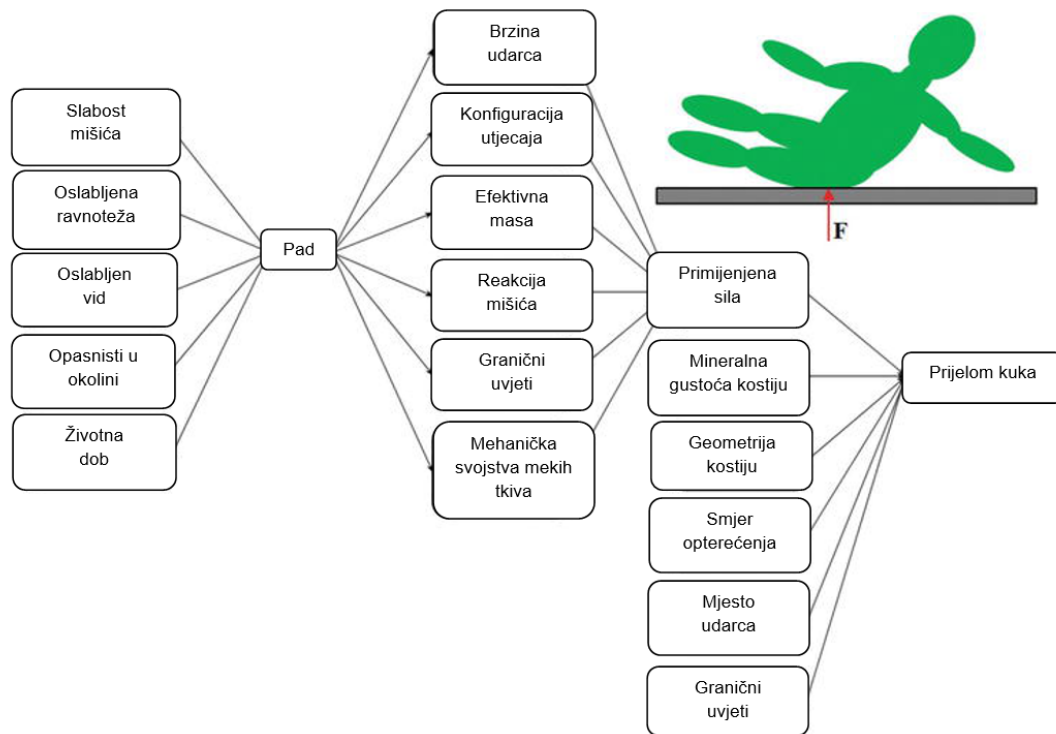 Slabost
mišića
Oslabljena
ravnoteža
Oslabljen
vid
Opasnisti u
okolini
Životna
dob
Pad
Brzina
udarca
Konfiguracija
utjecaja
Efektivna
masa
Reakcija
mišića
Granični
uvjeti
Mehanička
svojstva mekih
tkiva
F
Primijenjena
sila
Mineralna
gustoća kostiju
Geometrija
kostiju
Smjer
opterećenja
Mjesto
udarca
Granični
uvjeti
Prijelom kuka